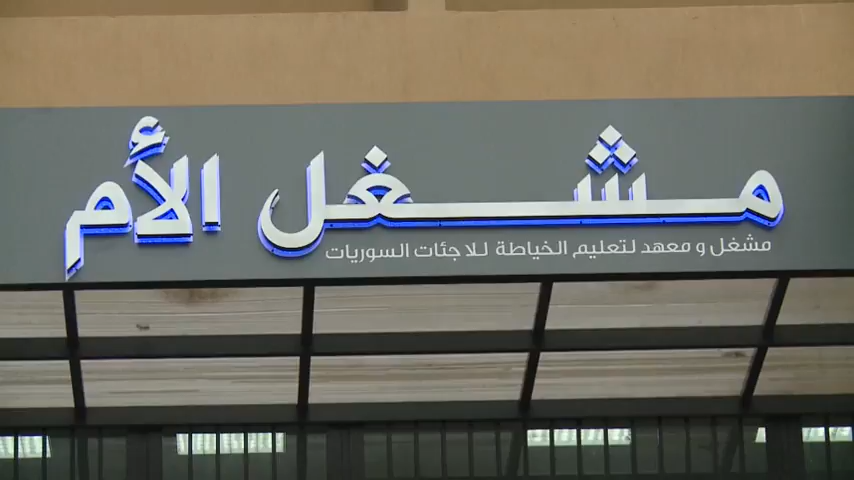 مشغل الأم
مشغل و معهد لتعليم الخياطة للاجئات السوريات